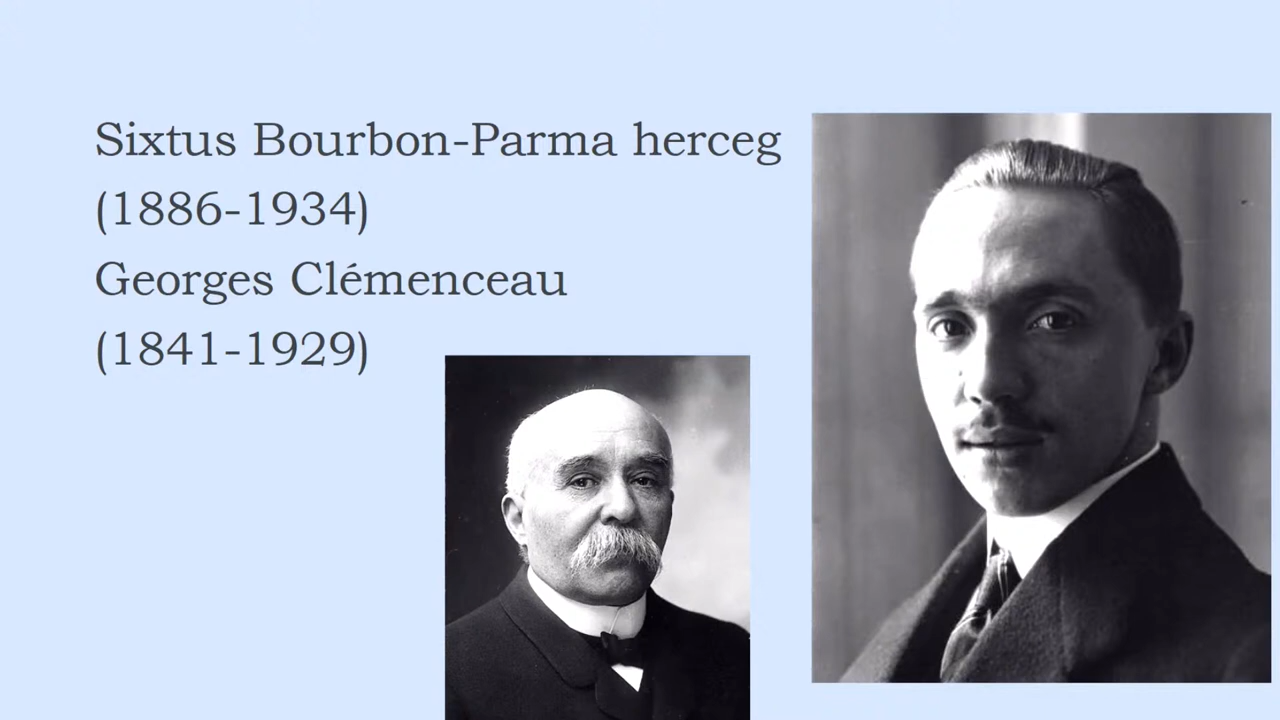 Sixtus Bourbon-Parma herceg
(1886-1934)
Georges Clémenceau
(1841-1929)